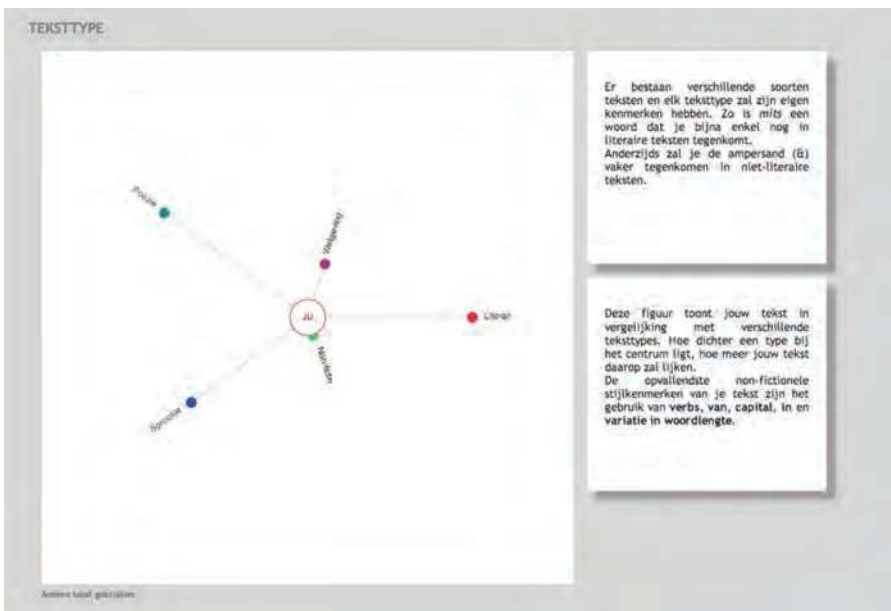 TEKSTTYPE
Er bestaan verschillende soorten
teksten en elk teksttype zal zijn eigen
kenmerken hebben. Zo is mits een
woord dat je bijna enkel nog in
literaire teksten tegenkomt.
Anderzijds zal je de ampersand (&)
vaker tegenkomen in niet-literaire
teksten.
Poëzie
Wetgeving
JIJ
Literair
Non-fictie
Sprookje
Deze figuur toont jouw tekst in
vergelijking met verschillende
teksttypes. Hoe dichter een type bij
het centrum ligt, hoe meer jouw tekst
daarop zal lijken.
De opvallendste non-fictionele
stijlkenmerken van je tekst zijn het
gebruik van verbs, van, capital, in en
variatie in woordlengte.